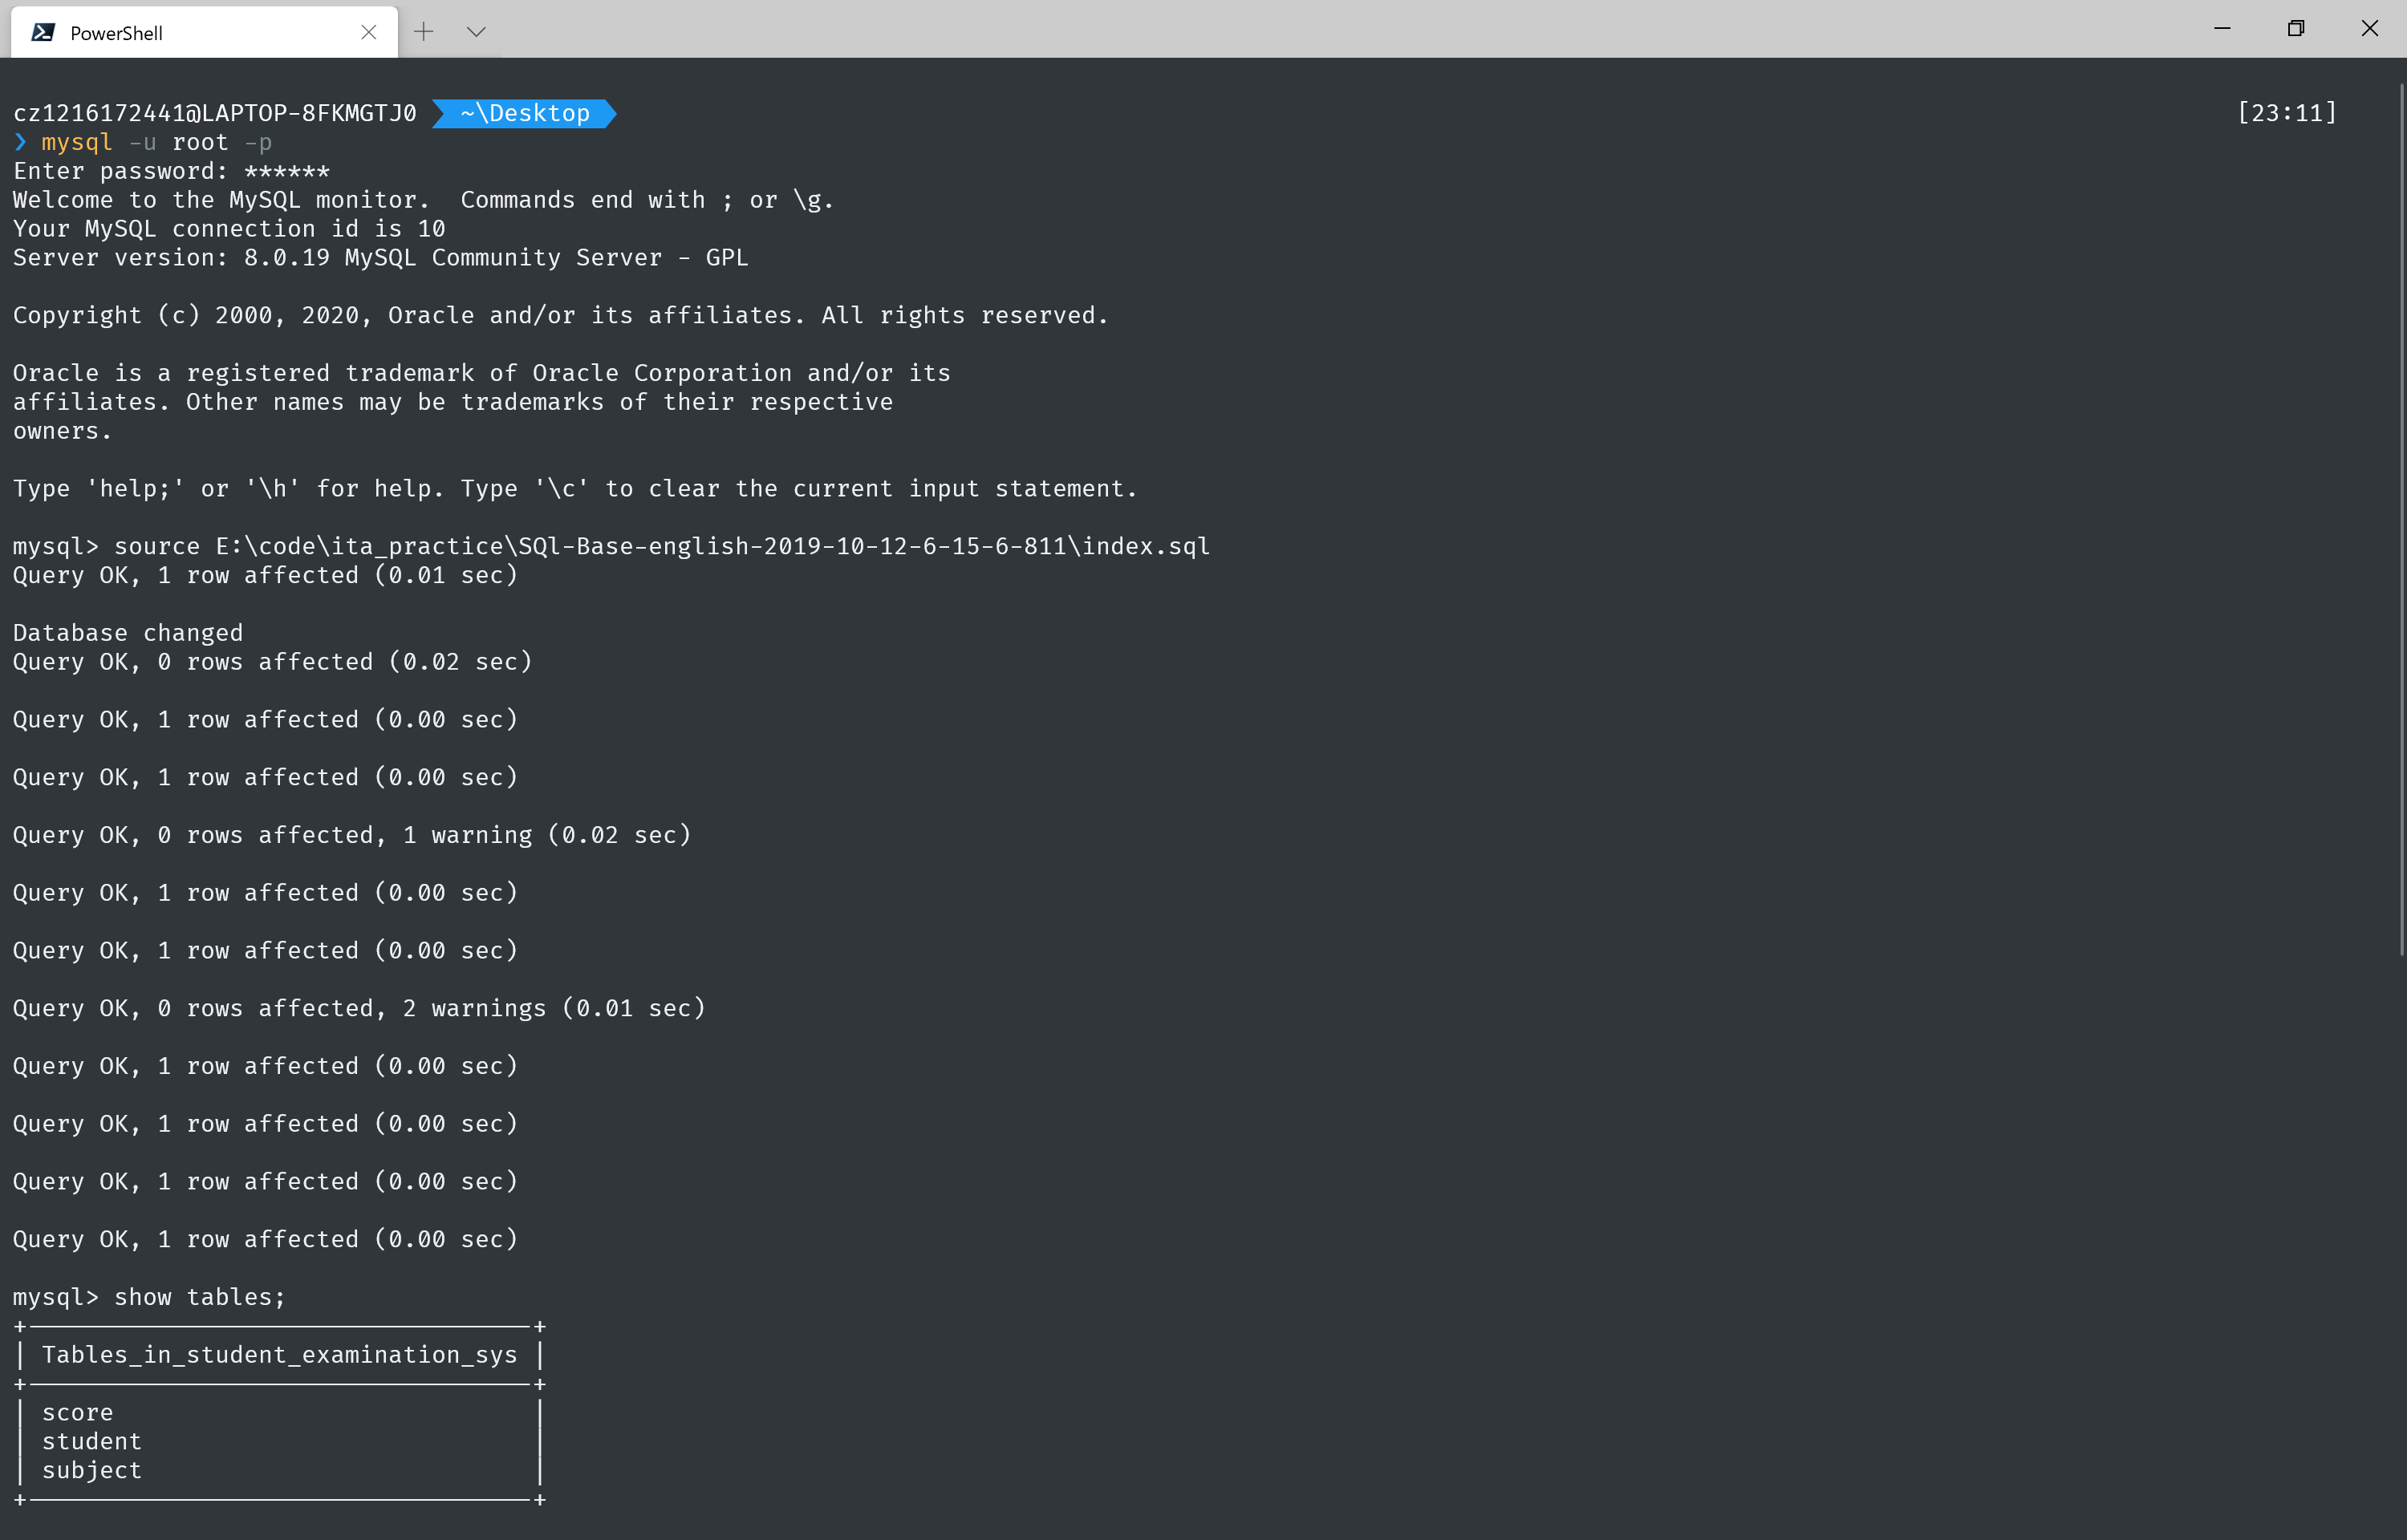 PowerShell
cz1216172441@LAPTOP-8FKMGTJ0 ~\Desktop [23:11]
❯ mysql -u root -p
Enter password: ******
Welcome to the MySQL monitor.  Commands end with ; or \g.
Your MySQL connection id is 10
Server version: 8.0.19 MySQL Community Server - GPL
Copyright (c) 2000, 2020, Oracle and/or its affiliates. All rights reserved.
Oracle is a registered trademark of Oracle Corporation and/or its
affiliates. Other names may be trademarks of their respective
owners.
Type 'help;' or '\h' for help. Type '\c' to clear the current input statement.
mysql> source E:\code\ita_practice\SQl-Base-english-2019-10-12-6-15-6-811\index.sql
Query OK, 1 row affected (0.01 sec)
Database changed
Query OK, 0 rows affected (0.02 sec)
Query OK, 1 row affected (0.00 sec)
Query OK, 1 row affected (0.00 sec)
Query OK, 0 rows affected, 1 warning (0.02 sec)
Query OK, 1 row affected (0.00 sec)
Query OK, 1 row affected (0.00 sec)
Query OK, 0 rows affected, 2 warnings (0.01 sec)
Query OK, 1 row affected (0.00 sec)
Query OK, 1 row affected (0.00 sec)
Query OK, 1 row affected (0.00 sec)
Query OK, 1 row affected (0.00 sec)
mysql> show tables;
+-----------------------------------+
| Tables_in_student_examination_sys |
+-----------------------------------+
| score                             |
| student                           |
| subject                           |
+-----------------------------------+